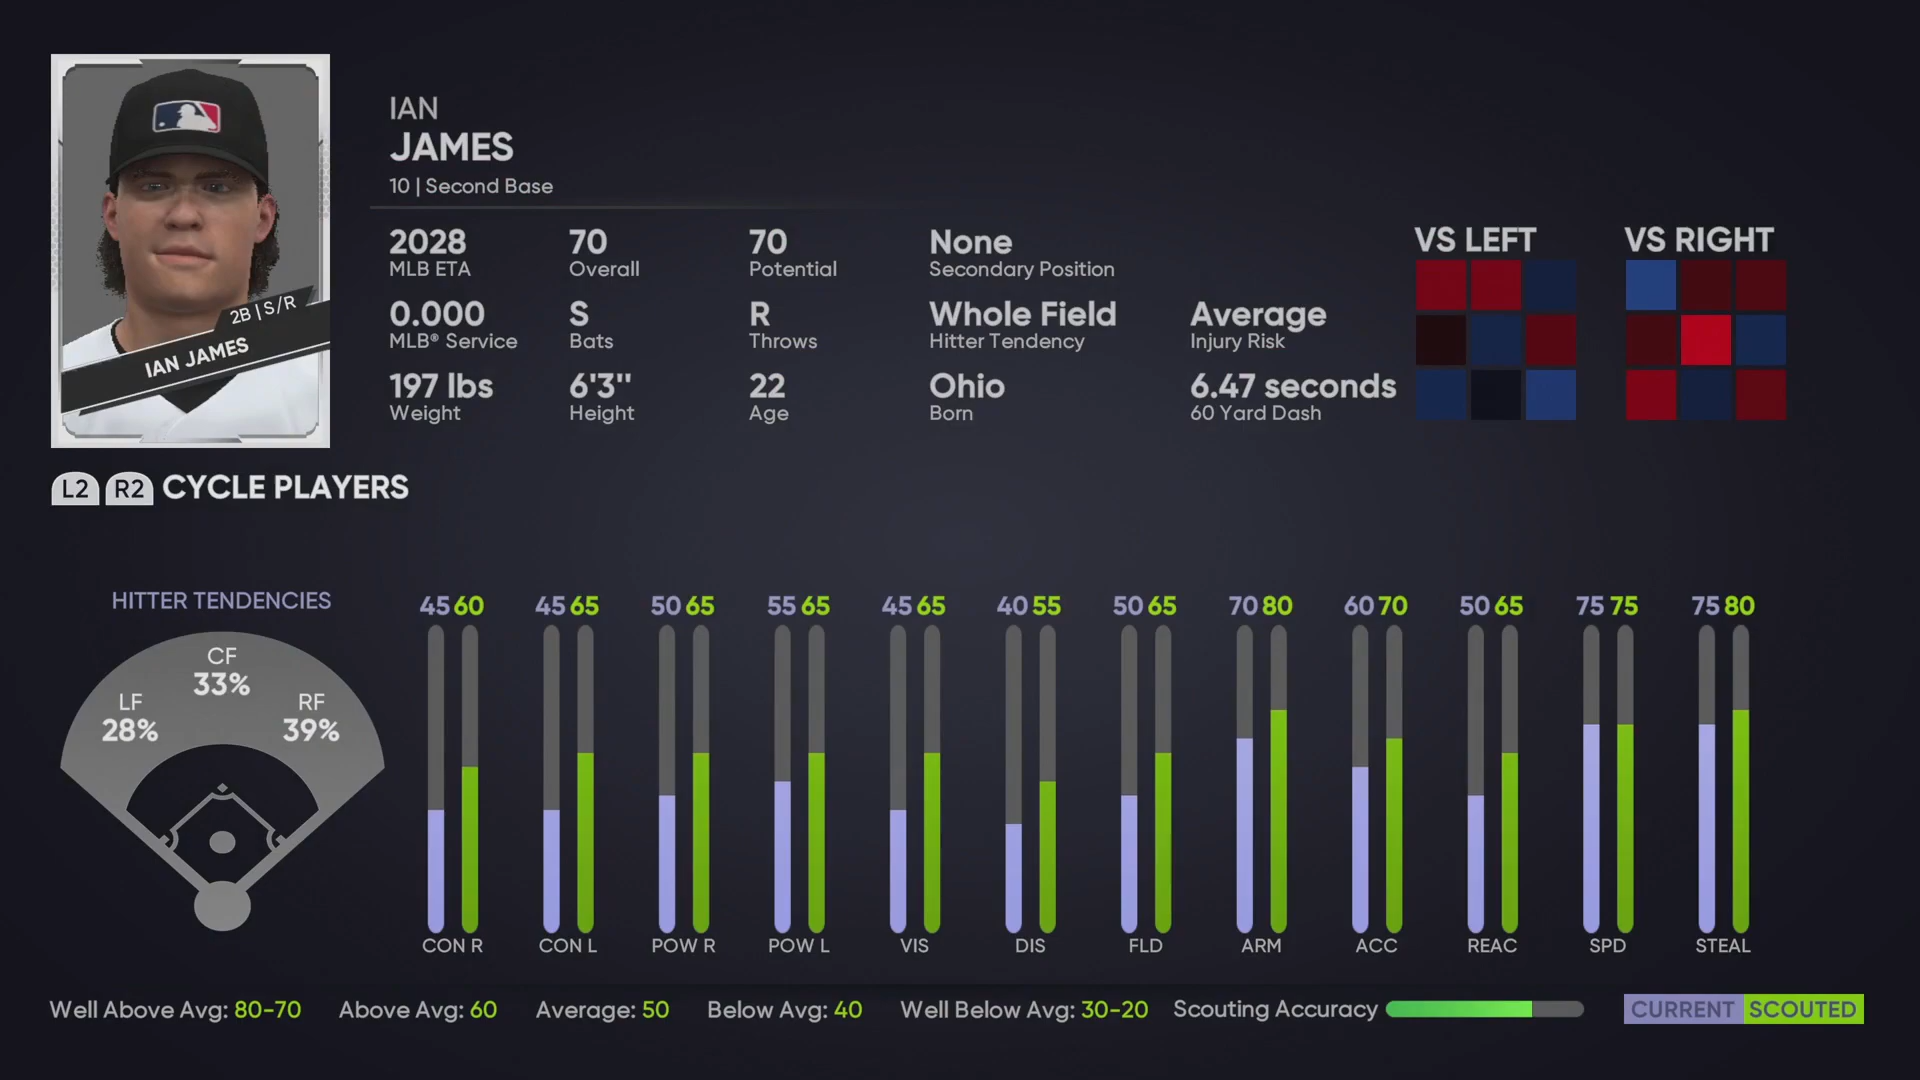 IAN
JAMES
10 | Second Base
2B | S/R
IAN JAMES
2028 70 70 None
MLB ETA Overall Potential Secondary Position
0.000 S R Whole Field Average
MLB® Service Bats Throws Hitter Tendency Injury Risk
197 lbs 6'3" 22 Ohio 6.47 seconds
Weight Height Age Born 60 Yard Dash
VS LEFT VS RIGHT
L2 R2 CYCLE PLAYERS
HITTER TENDENCIES
CF
33%
LF RF
28% 39%
45 60 45 65 50 65 55 65 45 65 40 55 50 65 70 80 60 70 50 65 75 75 75 80
CON R CON L POW R POW L VIS DIS FLD ARM ACC REAC SPD STEAL
Well Above Avg: 80-70 Above Avg: 60 Average: 50 Below Avg: 40 Well Below Avg: 30-20 Scouting Accuracy CURRENT SCOUTED